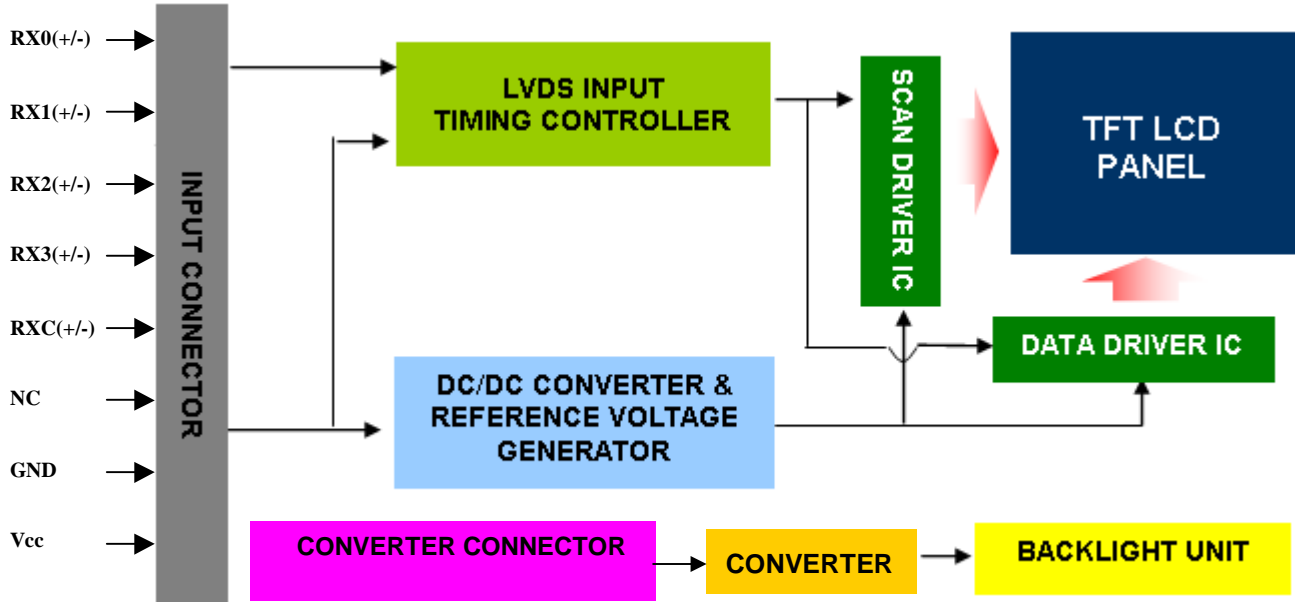 RX0(+/-)
RX1(+/-)
RX2(+/-)
RX3(+/-)
RXC(+/-)
NC
GND
Vcc
INPUT CONNECTOR
LVDS INPUT
TIMING CONTROLLER
SCAN DRIVER IC
TFT LCD
PANEL
DATA DRIVER IC
DC/DC CONVERTER &
REFERENCE VOLTAGE
GENERATOR
CONVERTER CONNECTOR
CONVERTER
BACKLIGHT UNIT